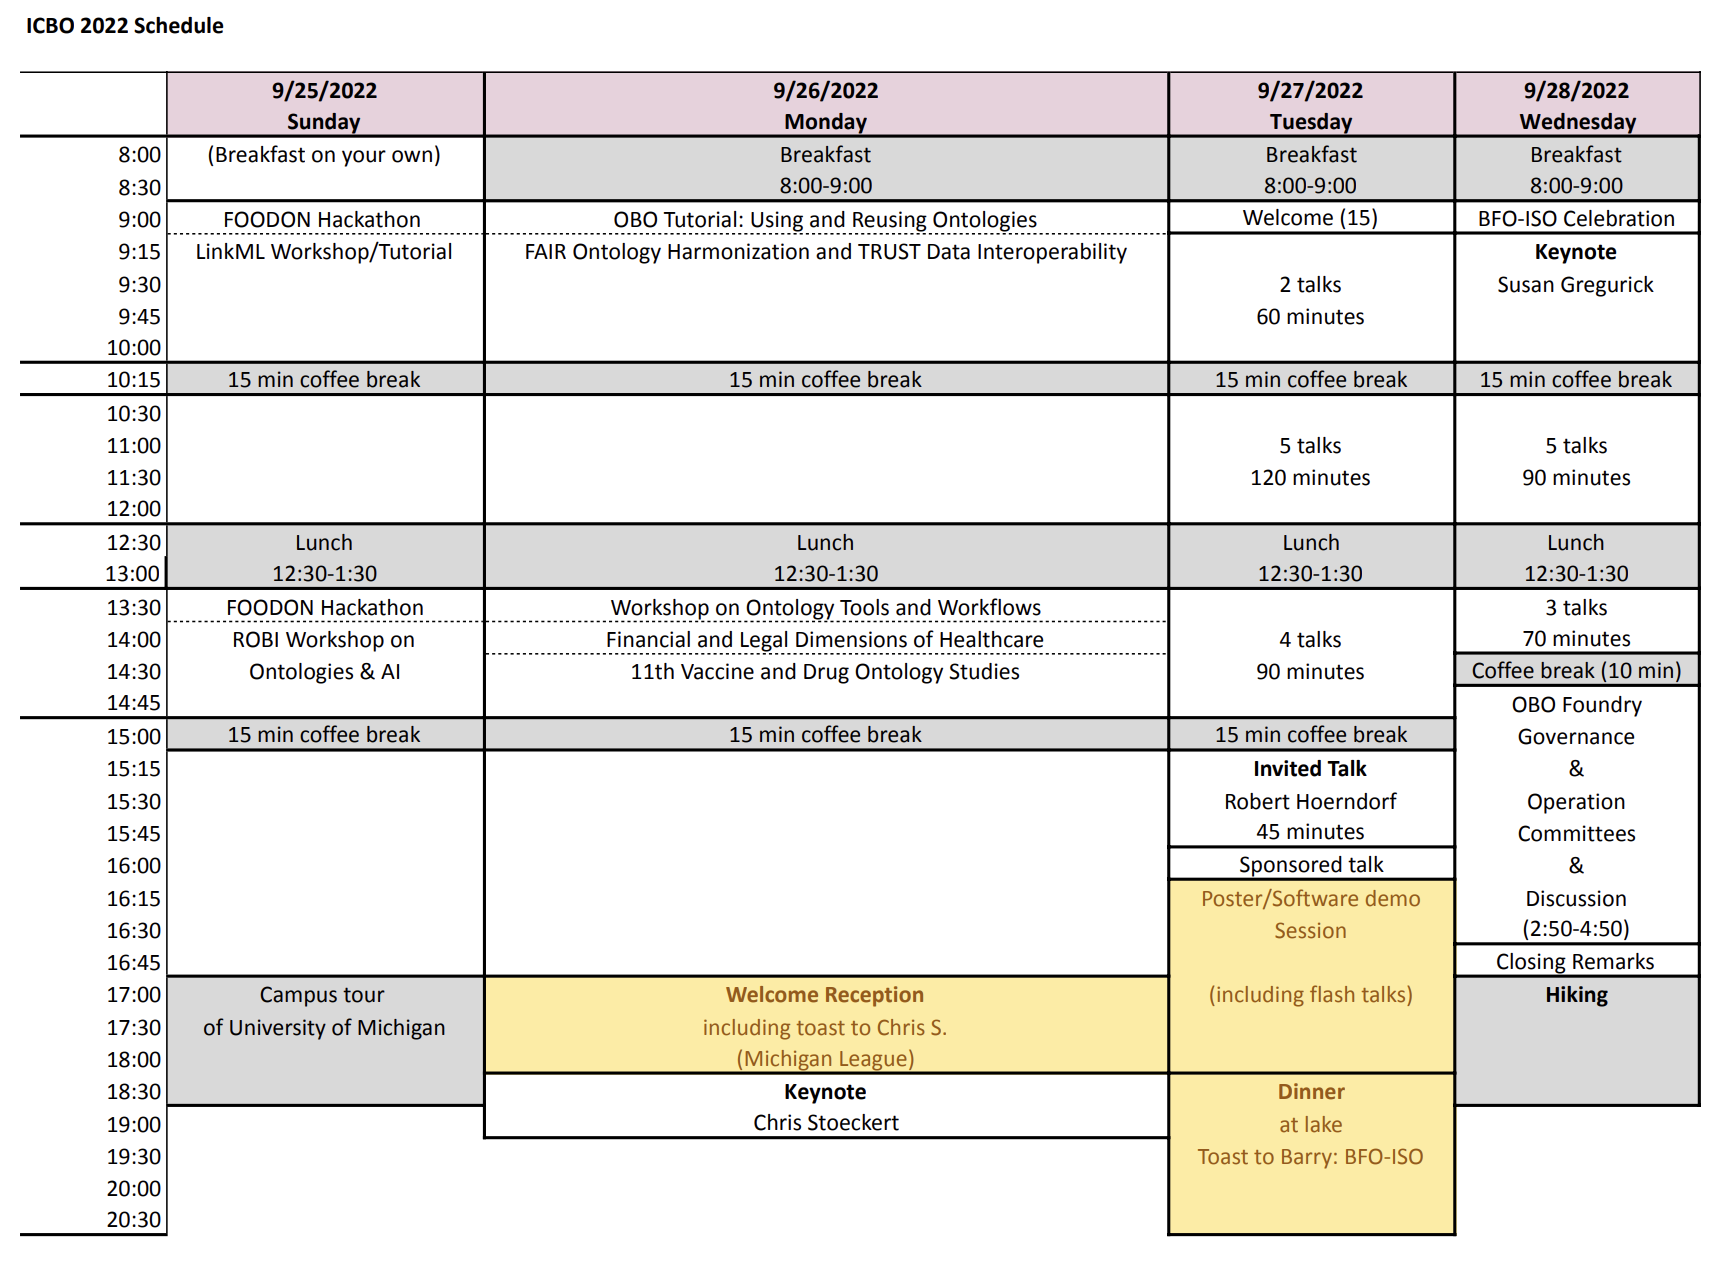 ICBO 2022 Schedule
9/25/2022 9/26/2022 9/27/2022 9/28/2022
Sunday Monday Tuesday Wednesday
8:00 (Breakfast on your own) Breakfast Breakfast Breakfast
8:30 8:00-9:00 8:00-9:00 8:00-9:00
9:00 FOODON Hackathon OBO Tutorial: Using and Reusing Ontologies Welcome (15) BFO-ISO Celebration
9:15 LinkML Workshop/Tutorial FAIR Ontology Harmonization and TRUST Data Interoperability Keynote
9:30 2 talks Susan Gregurick
9:45 60 minutes
10:00
10:15 15 min coffee break 15 min coffee break 15 min coffee break 15 min coffee break
10:30
11:00 5 talks 5 talks
11:30 120 minutes 90 minutes
12:00
12:30 Lunch Lunch Lunch Lunch
13:00 12:30-1:30 12:30-1:30 12:30-1:30 12:30-1:30
13:30 FOODON Hackathon Workshop on Ontology Tools and Workflows 3 talks
14:00 ROBI Workshop on Financial and Legal Dimensions of Healthcare 4 talks 70 minutes
14:30 Ontologies & AI 11th Vaccine and Drug Ontology Studies 90 minutes Coffee break (10 min)
14:45 OBO Foundry
15:00 15 min coffee break 15 min coffee break 15 min coffee break Governance
15:15 Invited Talk &
15:30 Robert Hoerndorf Operation
15:45 45 minutes Committees
16:00 Sponsored talk &
16:15 Poster/Software demo Discussion
16:30 Session (2:50-4:50)
16:45 Closing Remarks
17:00 Campus tour Welcome Reception (including flash talks) Hiking
17:30 of University of Michigan including toast to Chris S.
18:00 (Michigan League)
18:30 Keynote Dinner
19:00 Chris Stoeckert at lake
19:30 Toast to Barry: BFO-ISO
20:00
20:30